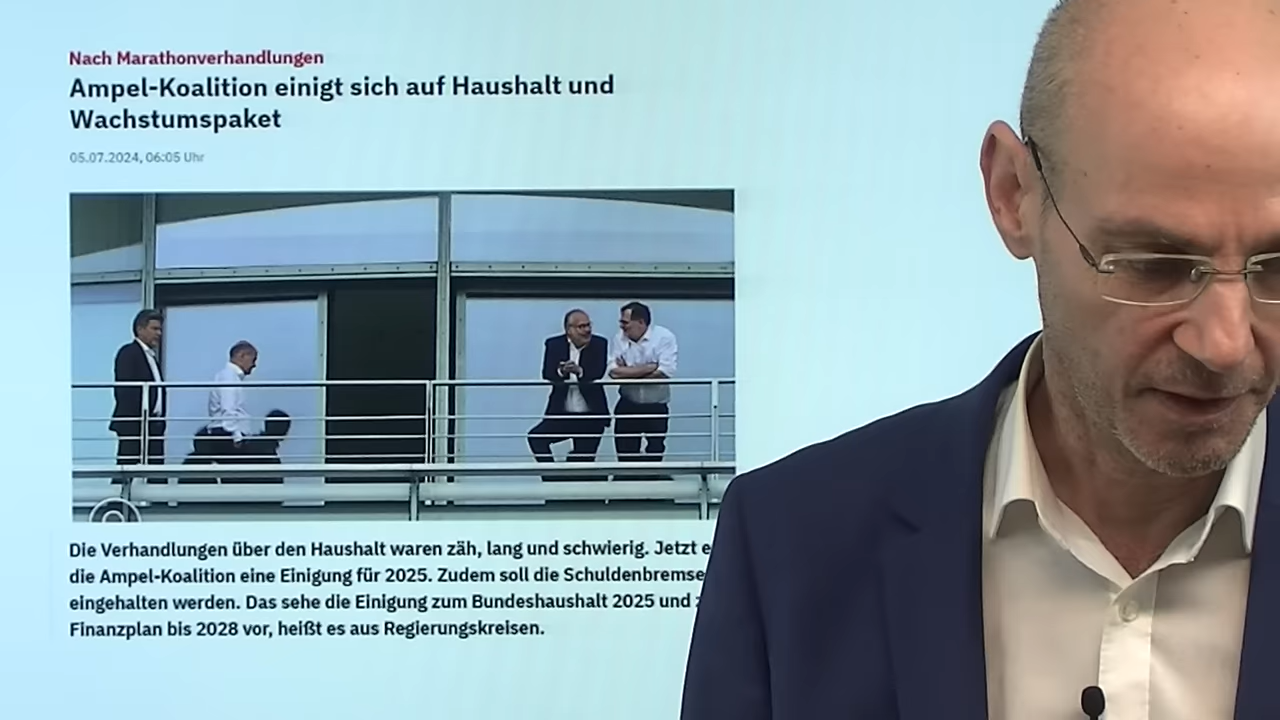 Nach Marathonverhandlungen
Ampel-Koalition einigt sich auf Haushalt und
Wachstumspaket
05.07.2024, 06:05 Uhr
Die Verhandlungen über den Haushalt waren zäh, lang und schwierig. Jetzt
die Ampel-Koalition eine Einigung für 2025. Zudem soll die Schuldenbremse
eingehalten werden. Das sehe die Einigung zum Bundeshaushalt 2025 und
Finanzplan bis 2028 vor, heißt es aus Regierungskreisen.